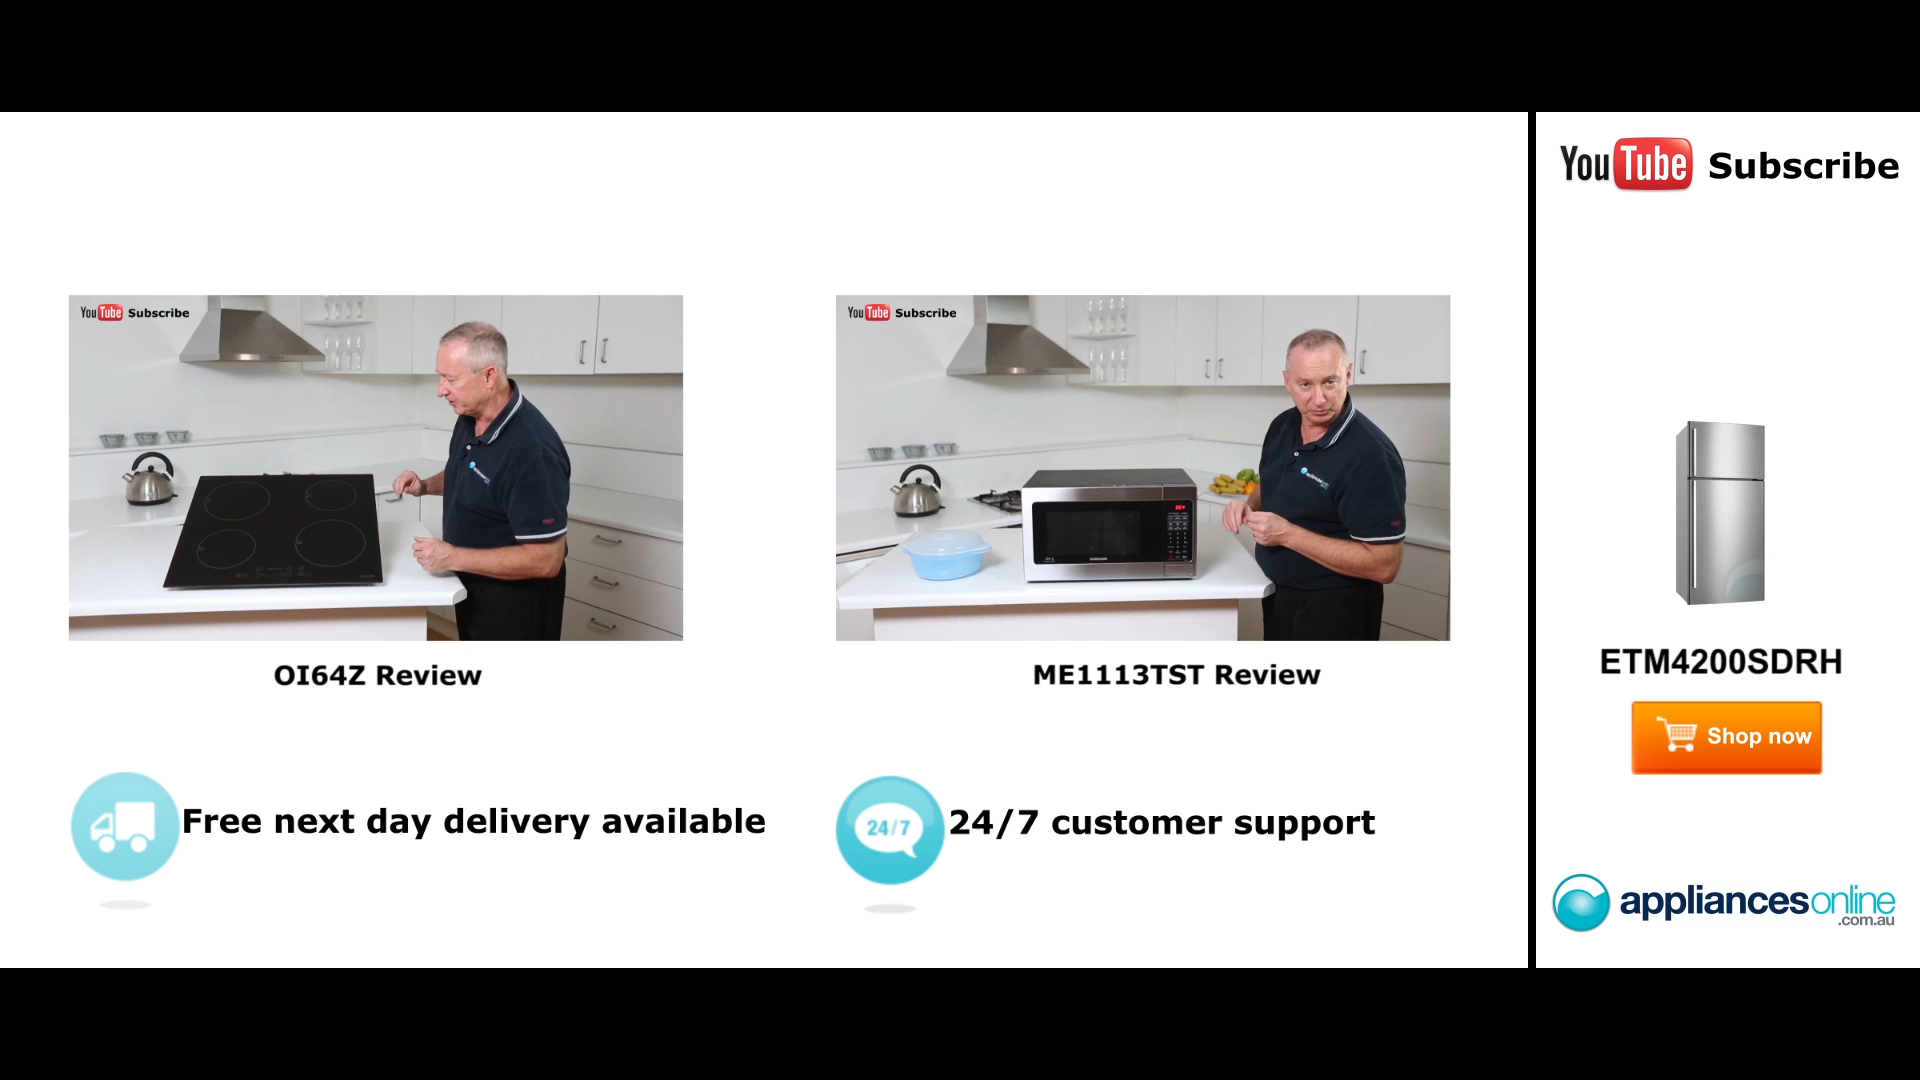 YouTube Subscribe
YouTube Subscribe
YouTube Subscribe
OI64Z Review
ME1113TST Review
ETM4200SDRH
Shop now
Free next day delivery available
24/7
24/7 customer support
appliancesonline
.com.au